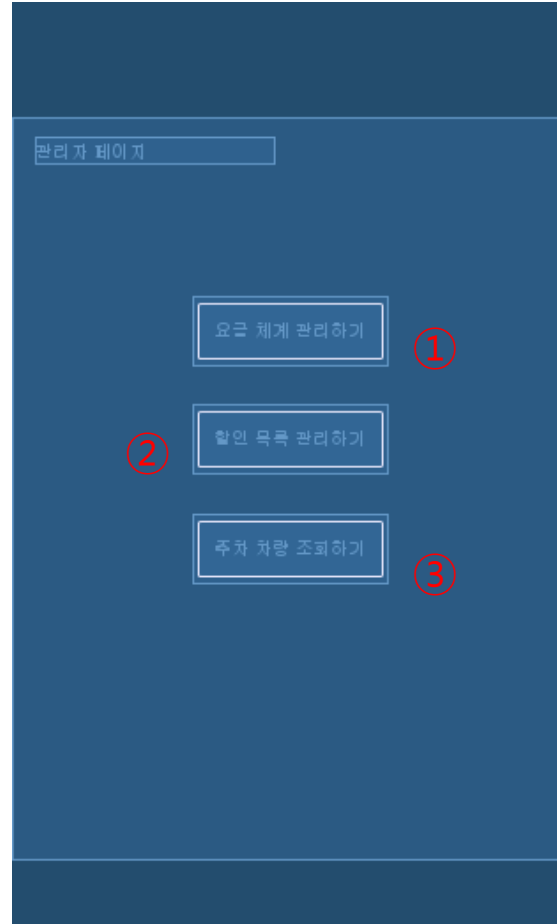 관리자 페이지
요금 체계 관리하기
①
할인 목록 관리하기
②
주차 차량 조회하기
③